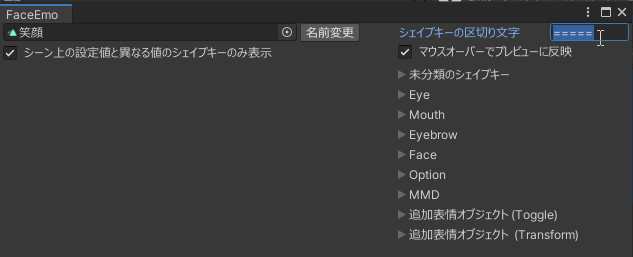 FaceEmo
笑顔
名前変更
シェイプキーの区切り文字
=====
シーン上の設定値と異なる値のシェイプキーのみ表示
マウスオーバーでプレビューに反映
未分類のシェイプキー
Eye
Mouth
Eyebrow
Face
Option
MMD
追加表情オブジェクト (Toggle)
追加表情オブジェクト (Transform)